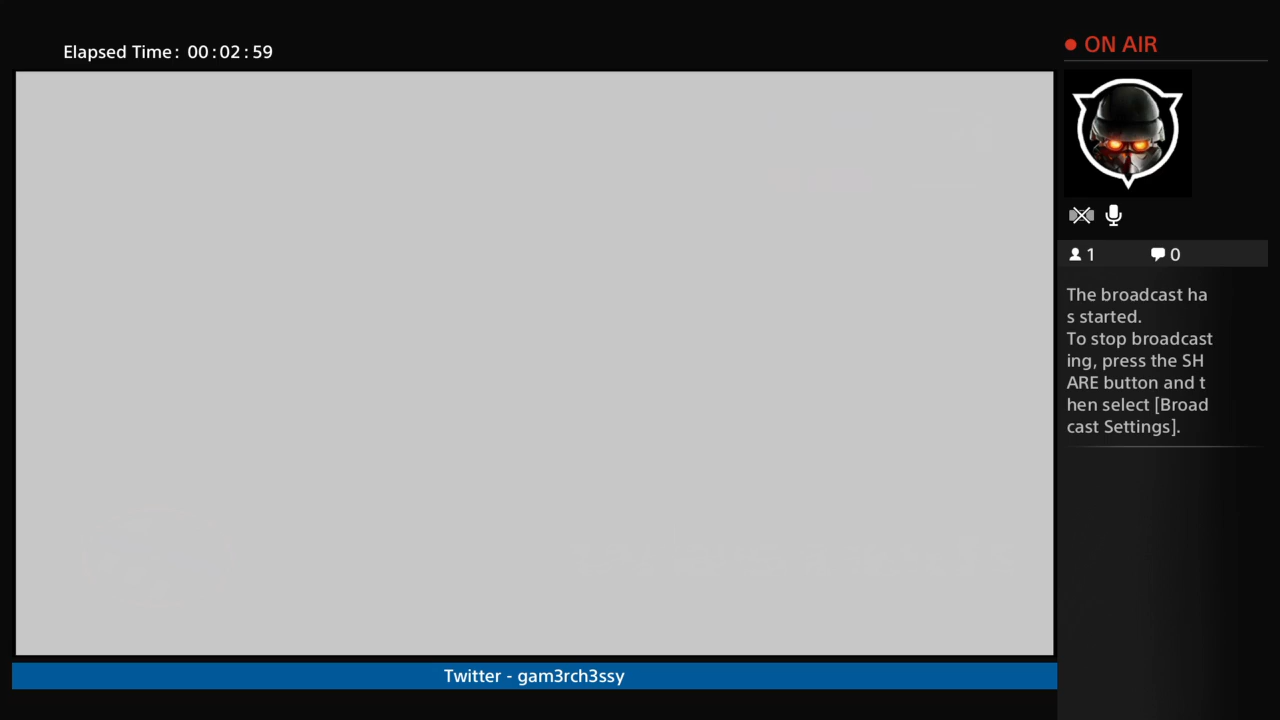 Elapsed Time: 00:02:59
ON AIR
1
0
The broadcast ha
s started.
To stop broadcast
ing, press the SH
ARE button and t
hen select [Broad
cast Settings].
Twitter - gam3rch3ssy